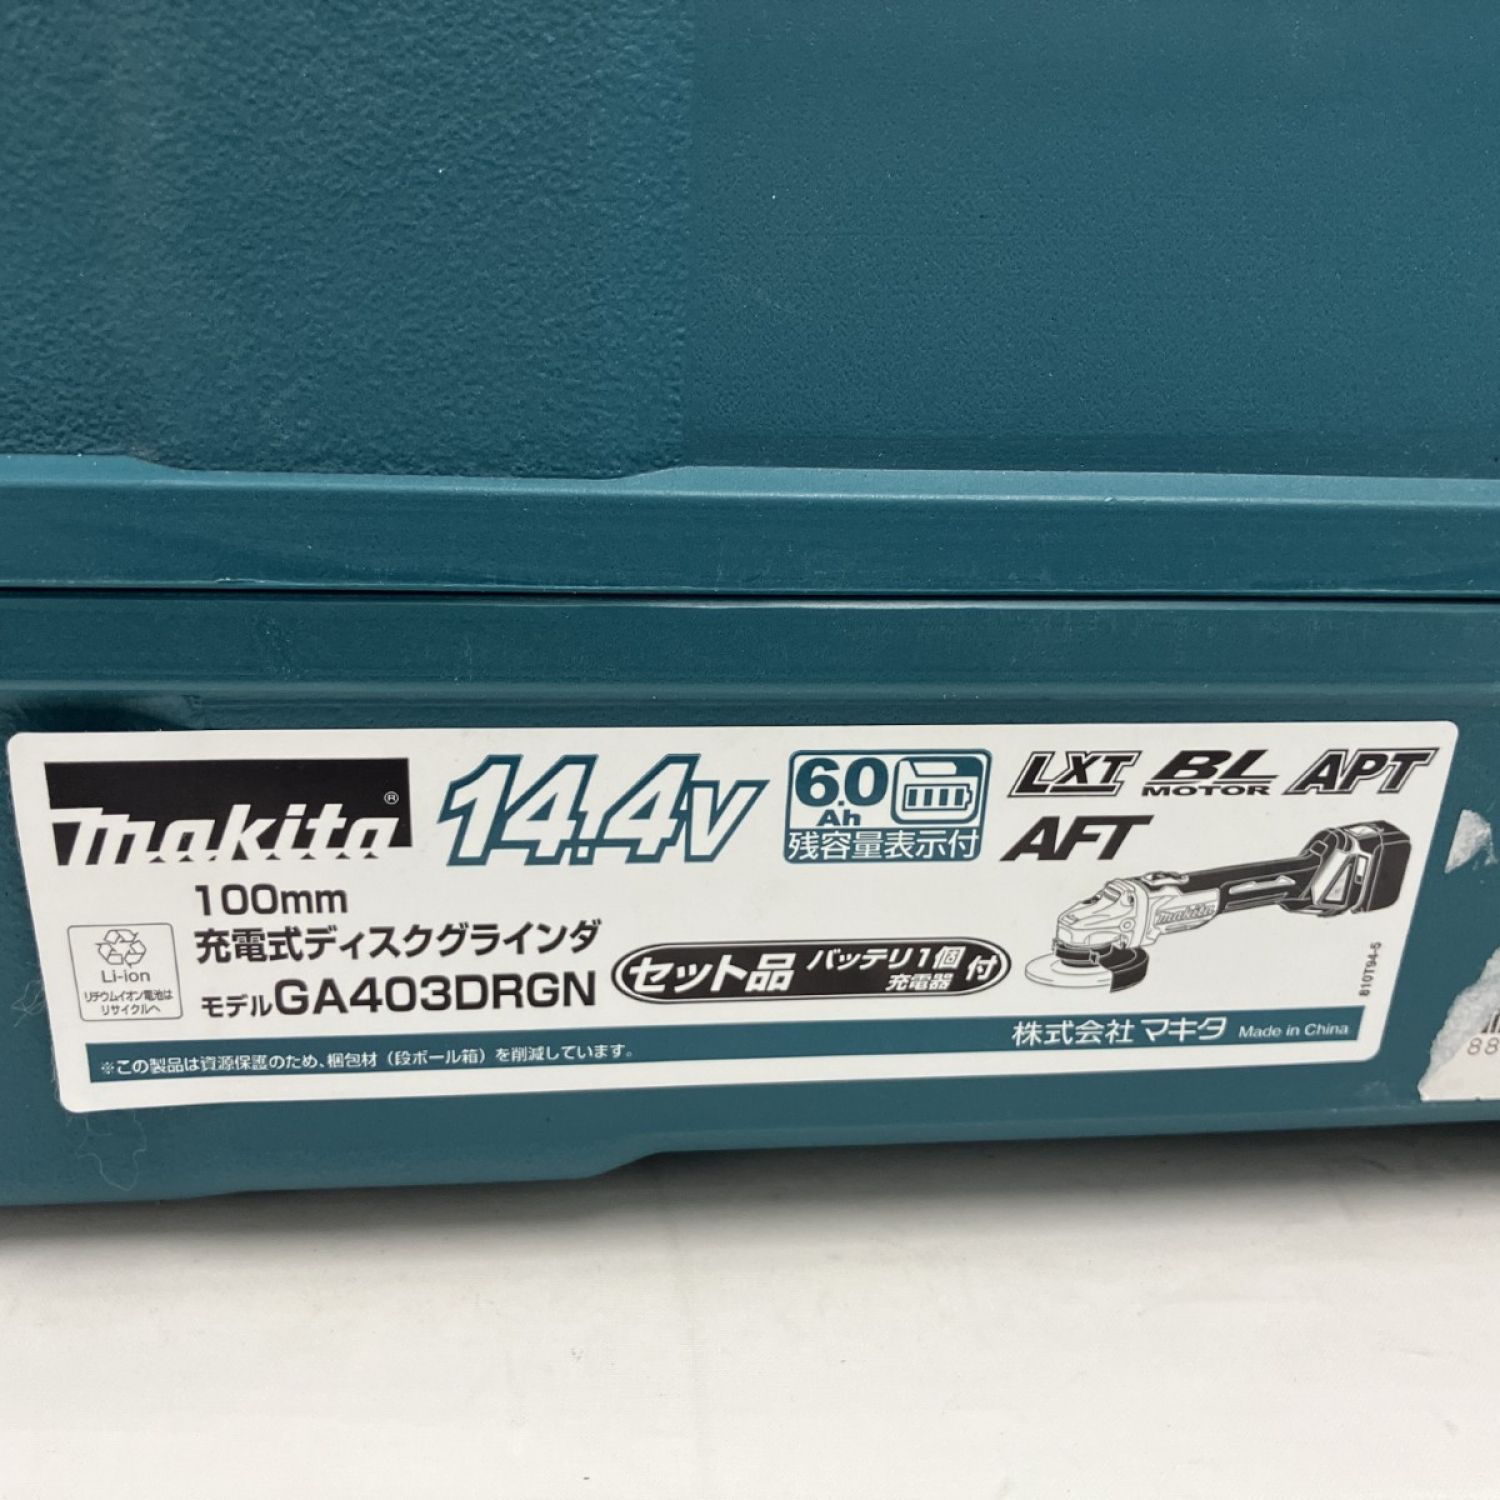 makita®
14.4V
6.0
Ah
残容量表示付
LXT BL MOTOR APT
AFT
100mm
充電式ディスクグラインダ
モデルGA403DRGN
Li-ion
リチウムイオン電池は
リサイクルへ
セット品 バッテリ1個 充電器 付
makita
810T94-5
※この製品は資源保護のため、梱包材（段ボール箱）を削減しています。
株式会社マキタ Made in China
88